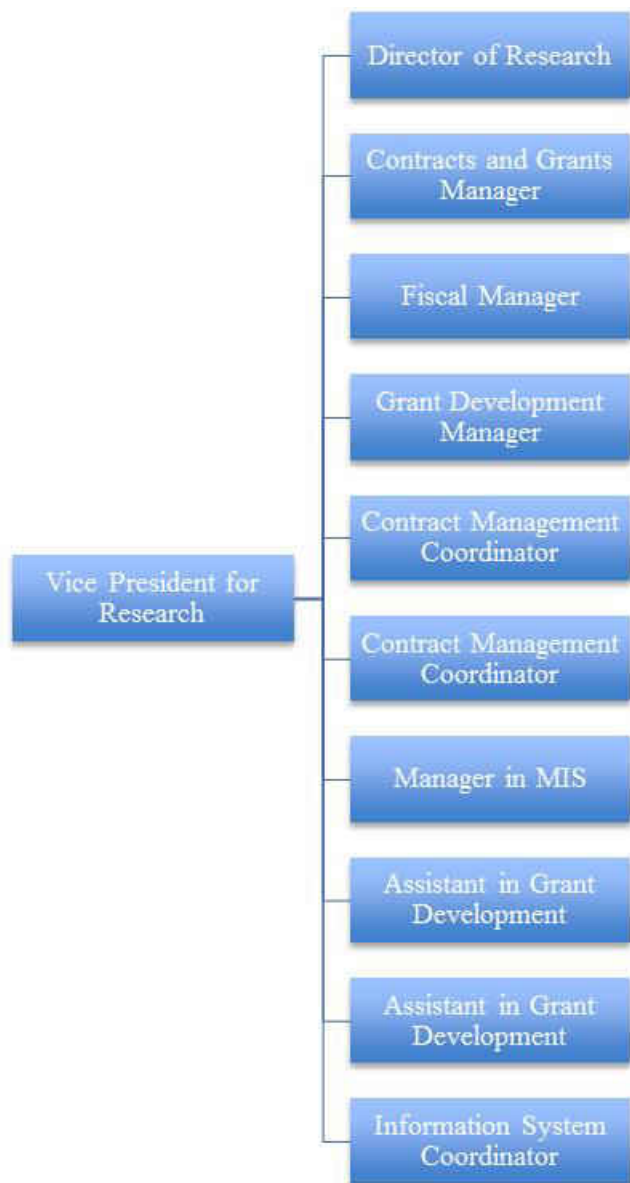 Director of Research
Contracts and Grants
Manager
Fiscal Manager
Grant Development
Manager
Contract Management
Coordinator
Vice President for
Research
Contract Management
Coordinator
Manager in MIS
Assistant in Grant
Development
Assistant in Grant
Development
Information System
Coordinator